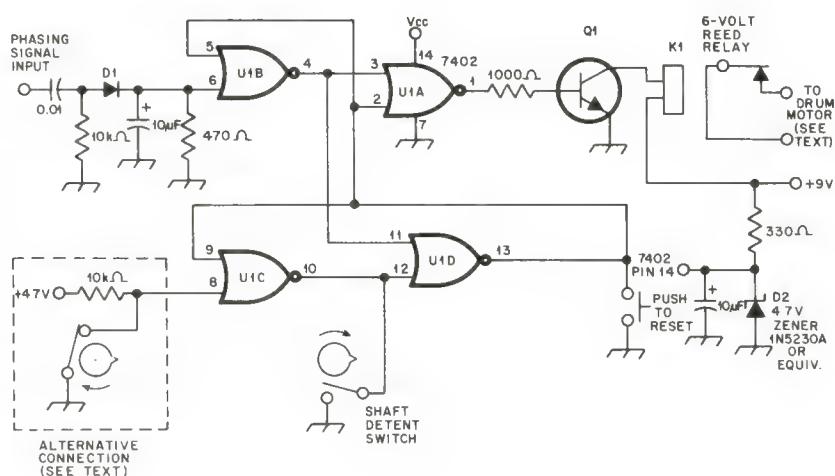 PHASING
SIGNAL
INPUT
0.01
D1
10kΩ
+
10µF
470Ω
5
6
U1B
4
3
2
U1A
Vcc
14
7402
1
7
1000Ω
Q1
K1
6-VOLT
REED
RELAY
TO
DRUM
MOTOR
(SEE
TEXT)
+9V
330Ω
9
8
U1C
10
11
12
U1D
13
7402
PIN 14
+
10µF
D2
4 7V
ZENER
1N5230A
OR
EQUIV.
PUSH
TO
RESET
+47V
10kΩ
ALTERNATIVE
CONNECTION
(SEE TEXT)
SHAFT
DETENT
SWITCH